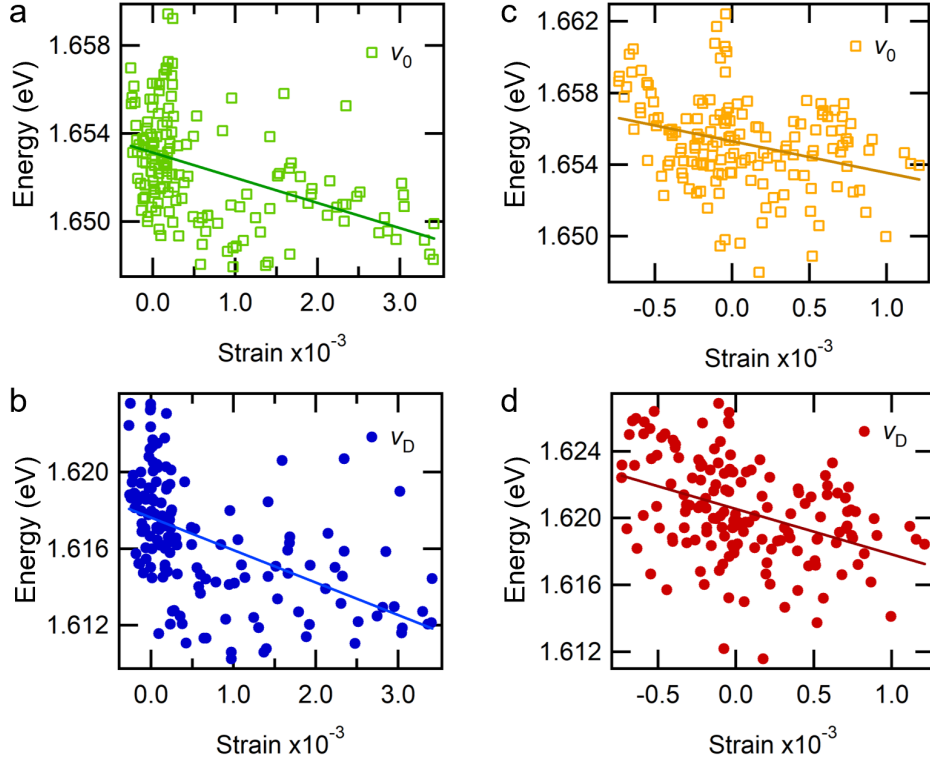 a
Energy (eV)
1.658
1.654
1.650
ν0
0.0 1.0 2.0 3.0
Strain x10-3
c
Energy (eV)
1.662
1.658
1.654
1.650
ν0
-0.5 0.0 0.5 1.0
Strain x10-3
b
Energy (eV)
1.620
1.616
1.612
νD
0.0 1.0 2.0 3.0
Strain x10-3
d
Energy (eV)
1.624
1.620
1.616
1.612
νD
-0.5 0.0 0.5 1.0
Strain x10-3